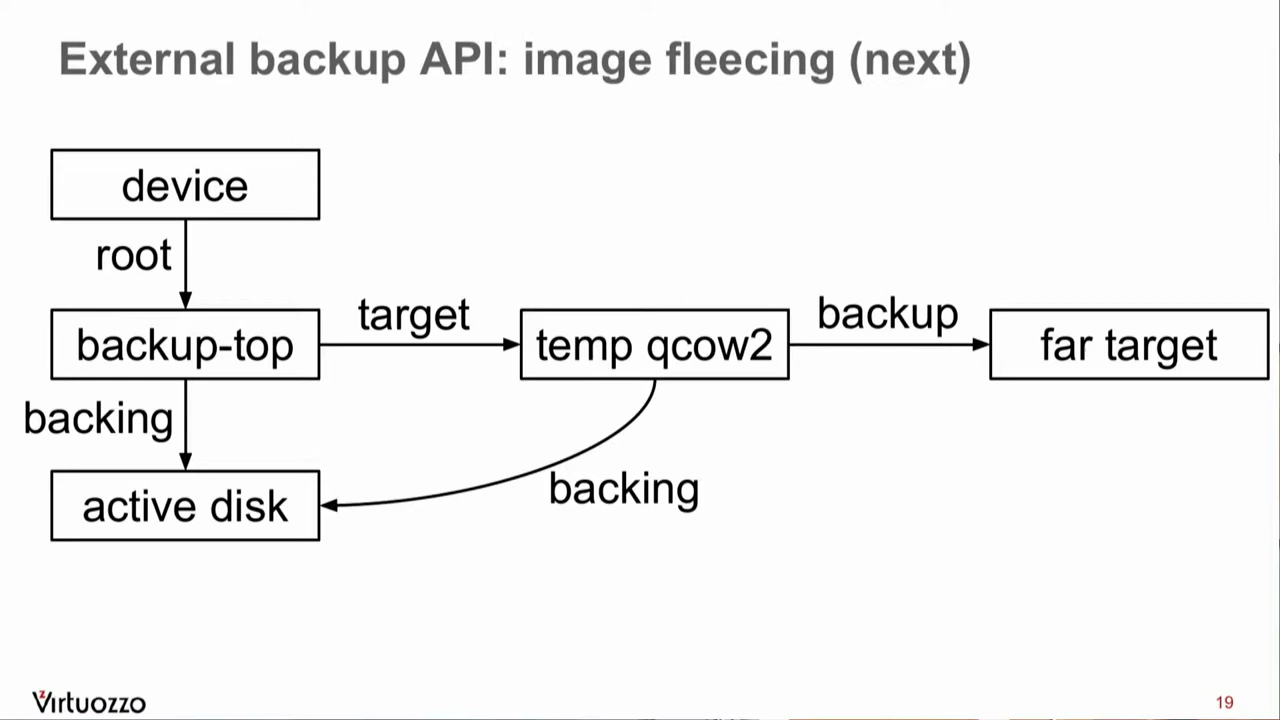 External backup API: image fleecing (next)
device
root
backup-top
target
temp qcow2
backup
far target
backing
active disk
backing
Virtuozzo
19